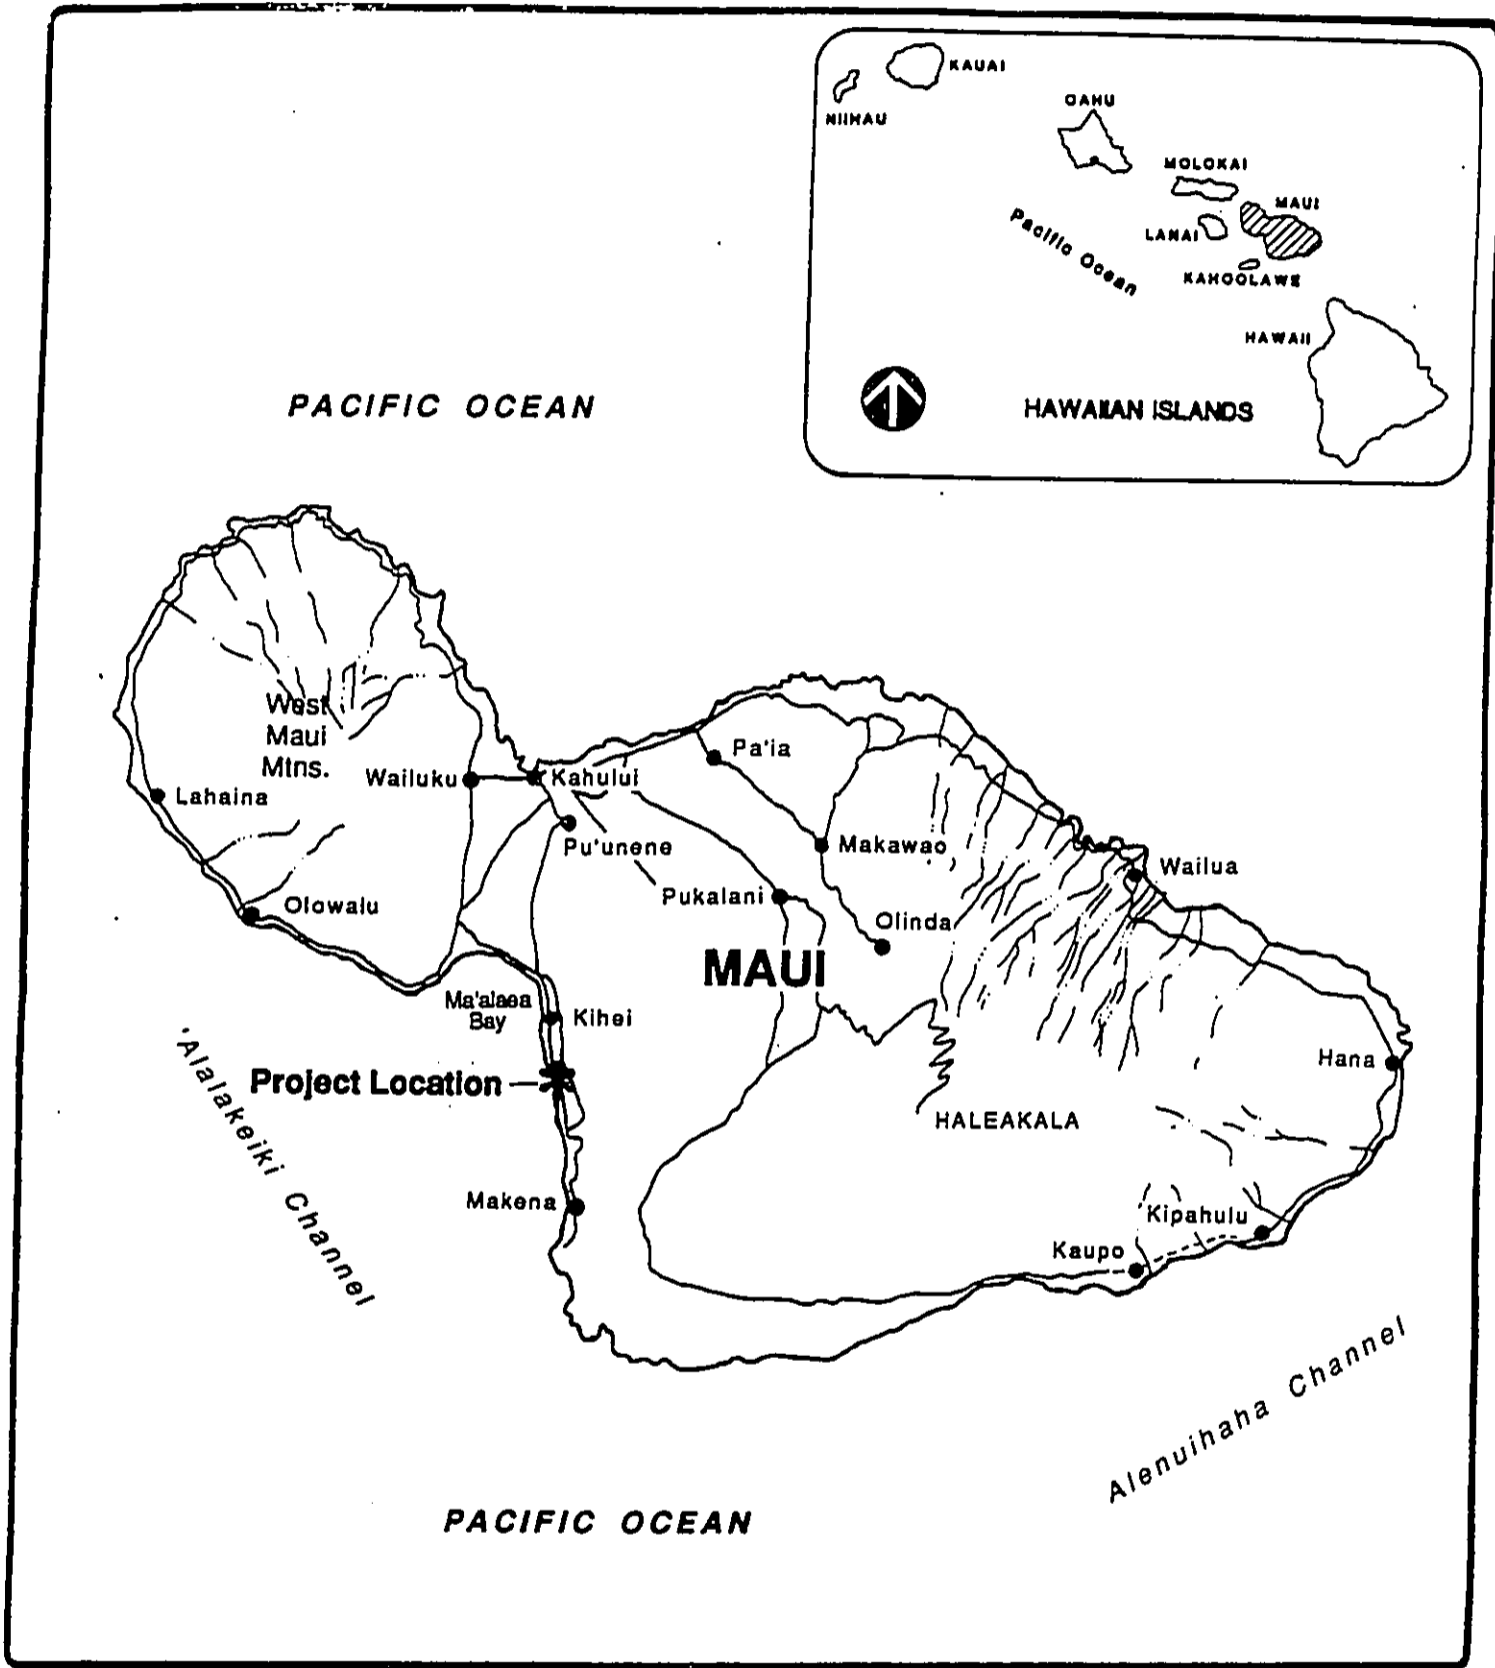 KAUAI
NIIHAU
OAHU
MOLOKAI
MAUI
LANAI
KAHOOLAWE
Pacific Ocean
HAWAII
HAWAIIAN ISLANDS
PACIFIC OCEAN
West
Maui
Mtns.
Lahaina
Wailuku
Kahului
Pa'ia
Pu'unene
Makawao
Wailua
Pukalani
Olowalu
Olinda
MAUI
Ma'alaea
Bay
Kihei
Hana
Project Location
HALEAKALA
'Alalakeiki Channel
Makena
Kipahulu
Kaupo
Alenuihaha Channel
PACIFIC OCEAN